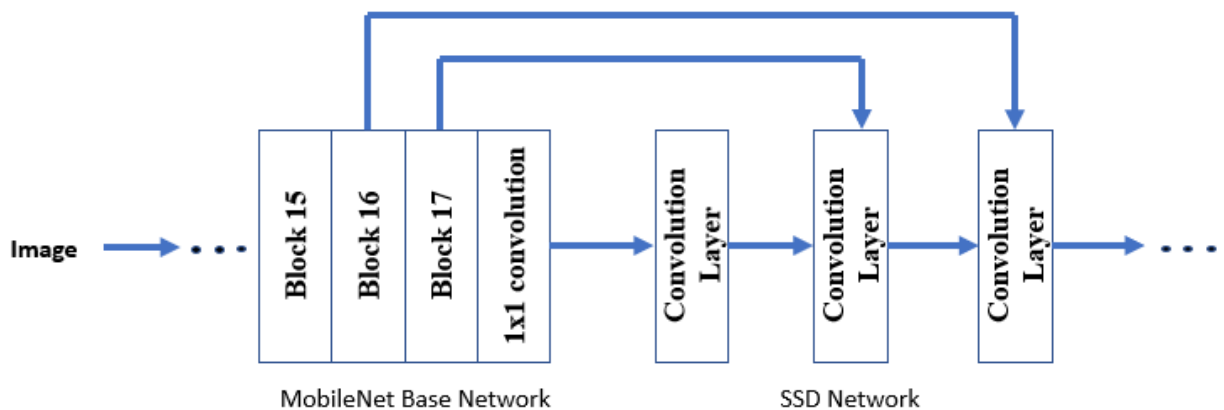 Image
Block 15
Block 16
Block 17
1x1 convolution
Convolution
Layer
Convolution
Layer
Convolution
Layer
MobileNet Base Network
SSD Network